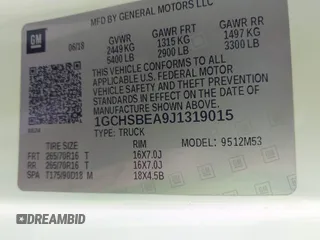 MFD BY GENERAL MOTORS LLC
GM
06/18
GVWR GAWR FRT GAWR RR
2449 KG 1315 KG 1497 KG
5400 LB 2900 LB 3300 LB
THIS VEHICLE CONFORMS TO ALL APPLICABLE
U.S. FEDERAL MOTOR VEHICLE SAFETY
STANDARDS IN EFFECT ON THE DATE OF
MANUFACTURE SHOWN ABOVE.
1GCHSBEA9J1319015
TYPE: TRUCK
MODEL: 9512M53
TIRE SIZE RIM
FRT 265/70R16 T 16X7.0J
RR 265/70R16 T 16X7.0J
SPA T175/90D18 M 18X4.5B
DREAMBID